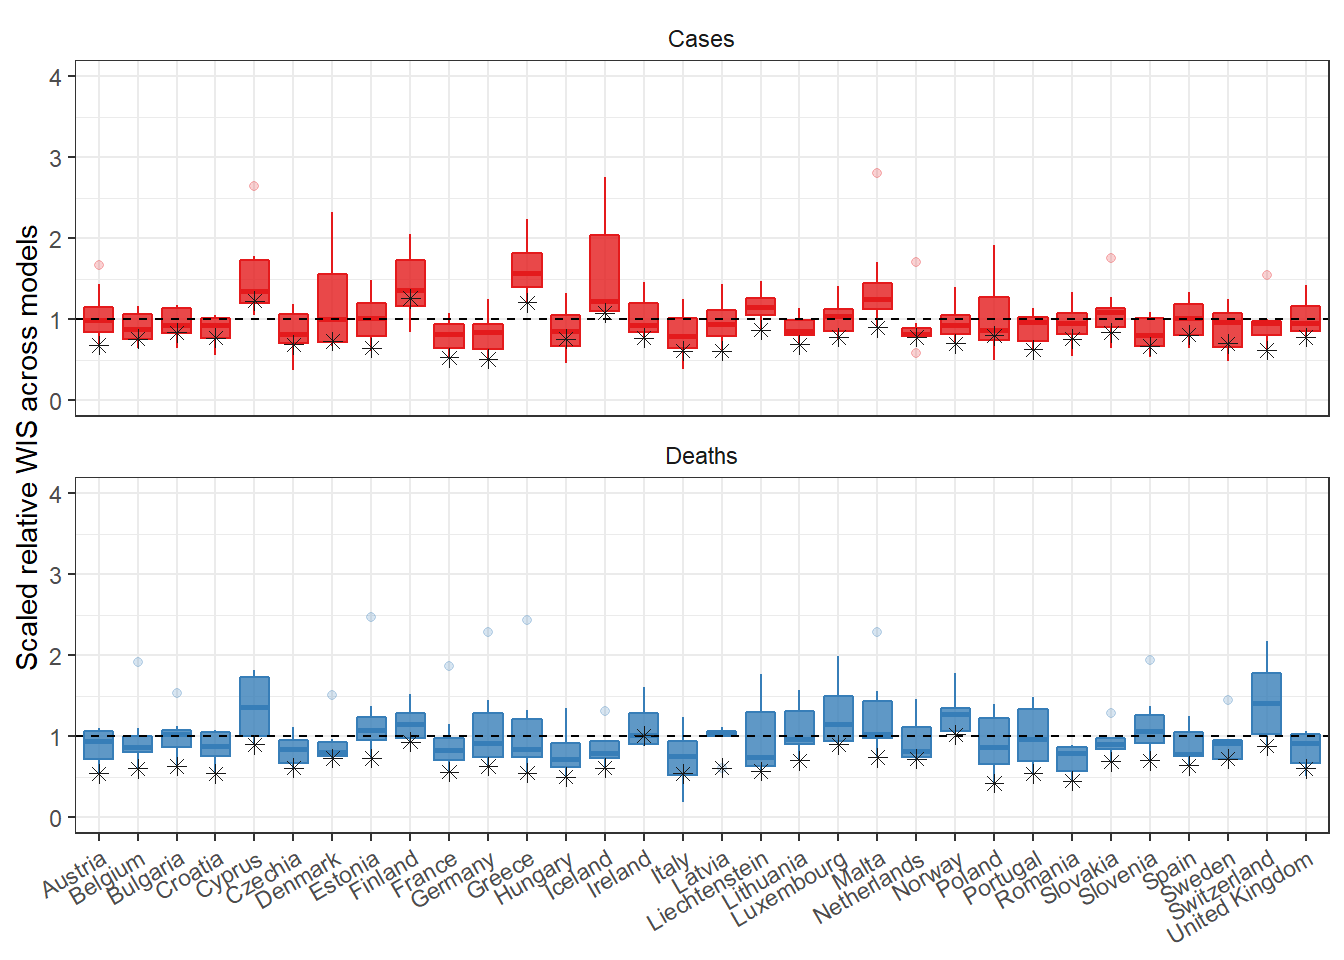 Cases
4
3
2
1
0
Scaled relative WIS across models
Deaths
4
3
2
1
0
Austria
Belgium
Bulgaria
Croatia
Cyprus
Czechia
Denmark
Estonia
Finland
France
Germany
Greece
Hungary
Iceland
Ireland
Italy
Latvia
Liechtenstein
Lithuania
Luxembourg
Malta
Netherlands
Norway
Poland
Portugal
Romania
Slovakia
Slovenia
Spain
Sweden
Switzerland
United Kingdom